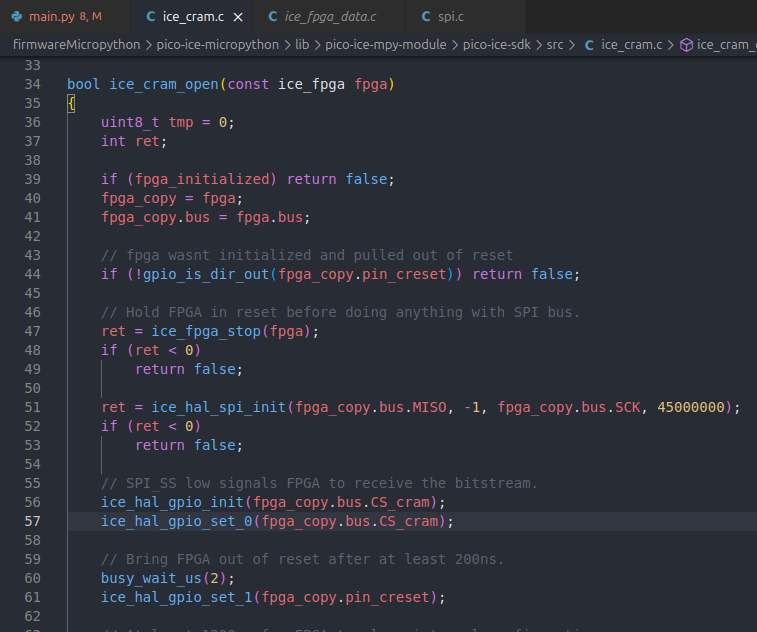 main.py 8, M ice_cram.c ice_fpga_data.c spi.c
firmwareMicropython > pico-ice-micropython > lib > pico-ice-mpy-module > pico-ice-sdk > src > ice_cram.c > ice_cram_
33
34 bool ice_cram_open(const ice_fpga fpga)
35 {
36     uint8_t tmp = 0;
37     int ret;
38
39     if (fpga_initialized) return false;
40     fpga_copy = fpga;
41     fpga_copy.bus = fpga.bus;
42
43     // fpga wasnt initialized and pulled out of reset
44     if (!gpio_is_dir_out(fpga_copy.pin_creset)) return false;
45
46     // Hold FPGA in reset before doing anything with SPI bus.
47     ret = ice_fpga_stop(fpga);
48     if (ret < 0)
49         return false;
50
51     ret = ice_hal_spi_init(fpga_copy.bus.MISO, -1, fpga_copy.bus.SCK, 45000000);
52     if (ret < 0)
53         return false;
54
55     // SPI_SS low signals FPGA to receive the bitstream.
56     ice_hal_gpio_init(fpga_copy.bus.CS_cram);
57     ice_hal_gpio_set_0(fpga_copy.bus.CS_cram);
58
59     // Bring FPGA out of reset after at least 200ns.
60     busy_wait_us(2);
61     ice_hal_gpio_set_1(fpga_copy.pin_creset);
62